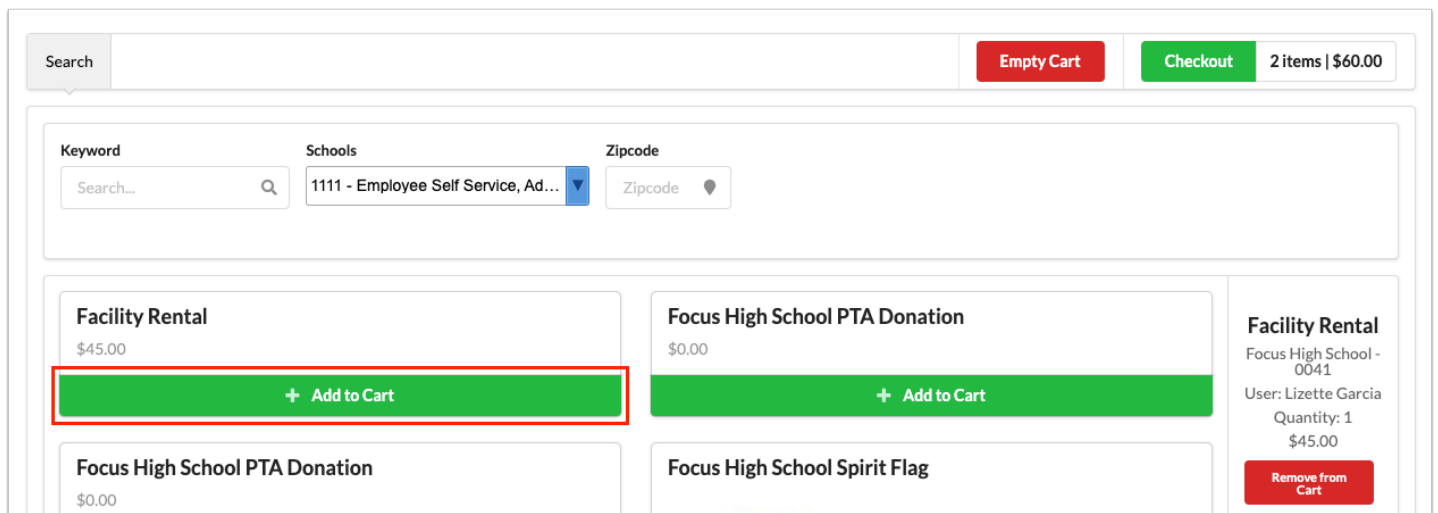 Search
Empty Cart
Checkout
2 items | $60.00
Keyword
Schools
Zipcode
Search...
1111 - Employee Self Service, Ad...
Zipcode
Facility Rental
$45.00
+ Add to Cart
Focus High School PTA Donation
$0.00
+ Add to Cart
Focus High School PTA Donation
$0.00
Focus High School Spirit Flag
Facility Rental
Focus High School -
0041
User: Lizette Garcia
Quantity: 1
$45.00
Remove from
Cart